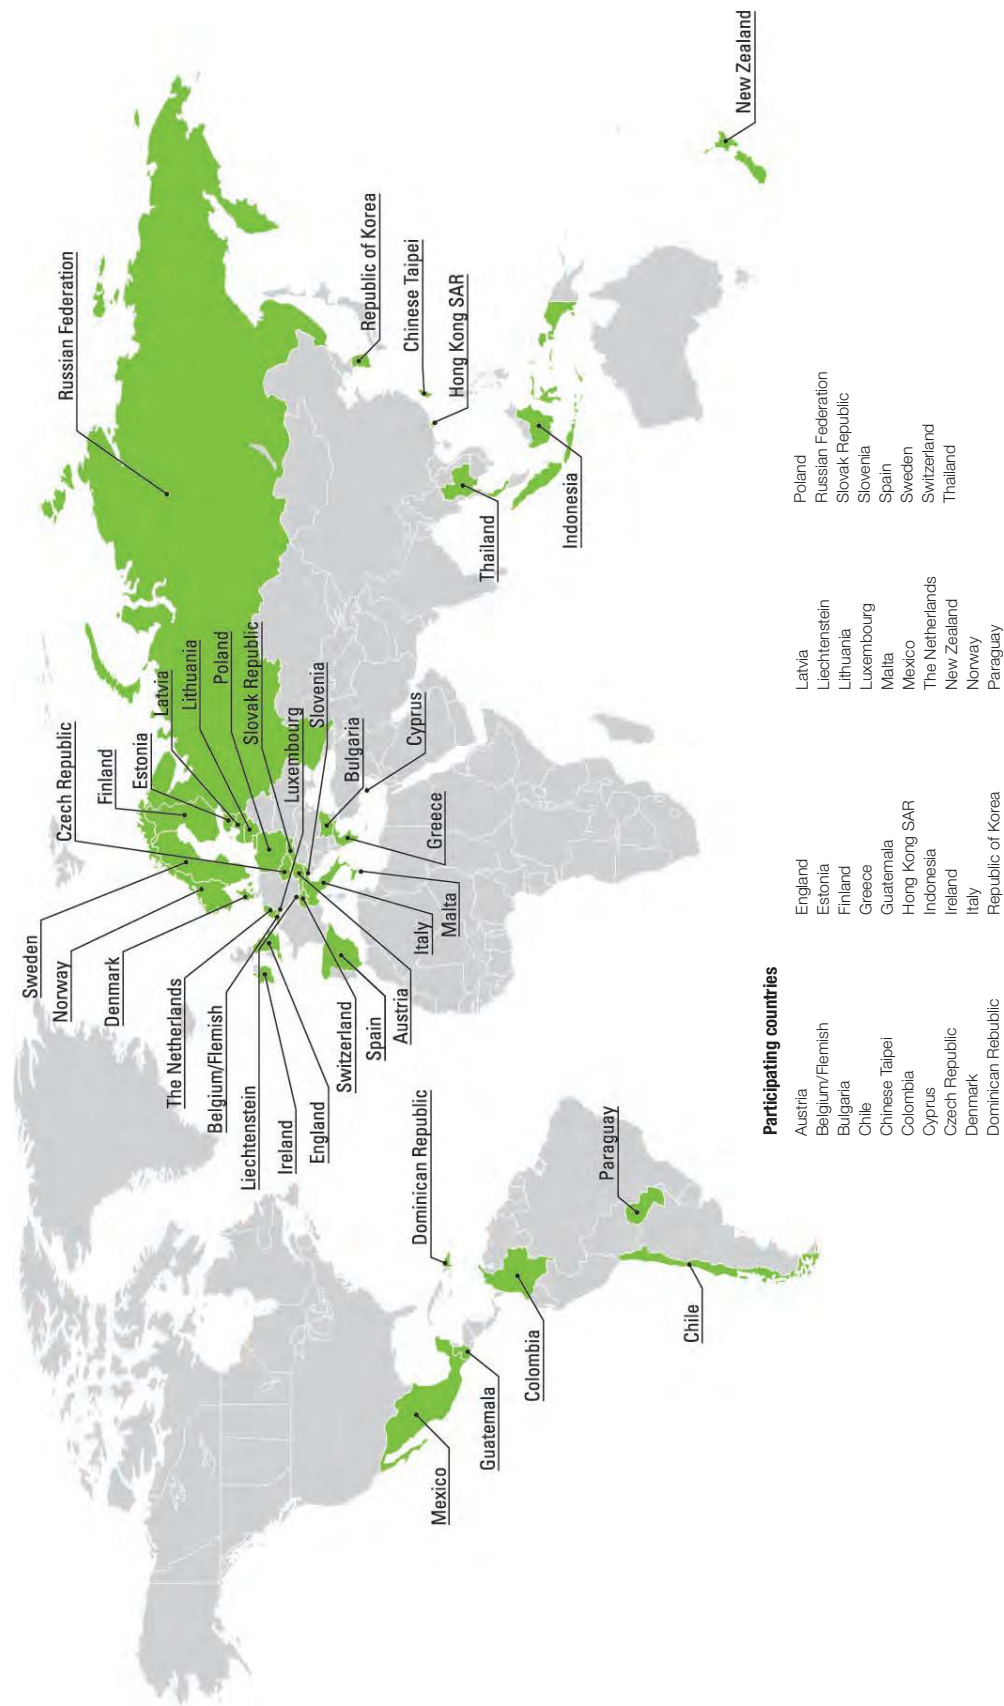 Sweden
Norway
Denmark
The Netherlands
Belgium/Flemish
Liechtenstein
Ireland
England
Switzerland
Spain
Austria
Italy
Malta
Greece
Cyprus
Bulgaria
Slovenia
Luxembourg
Slovak Republic
Poland
Lithuania
Latvia
Estonia
Finland
Czech Republic
Russian Federation
Republic of Korea
Chinese Taipei
Hong Kong SAR
Thailand
Indonesia
New Zealand
Mexico
Guatemala
Dominican Republic
Colombia
Chile
Paraguay
Participating countries
Austria
Belgium/Flemish
Bulgaria
Chile
Chinese Taipei
Colombia
Cyprus
Czech Republic
Denmark
Dominican Rebublic
England
Estonia
Finland
Greece
Guatemala
Hong Kong SAR
Indonesia
Ireland
Italy
Republic of Korea
Latvia
Liechtenstein
Lithuania
Luxembourg
Malta
Mexico
The Netherlands
New Zealand
Norway
Paraguay
Poland
Russian Federation
Slovak Republic
Slovenia
Spain
Sweden
Switzerland
Thailand